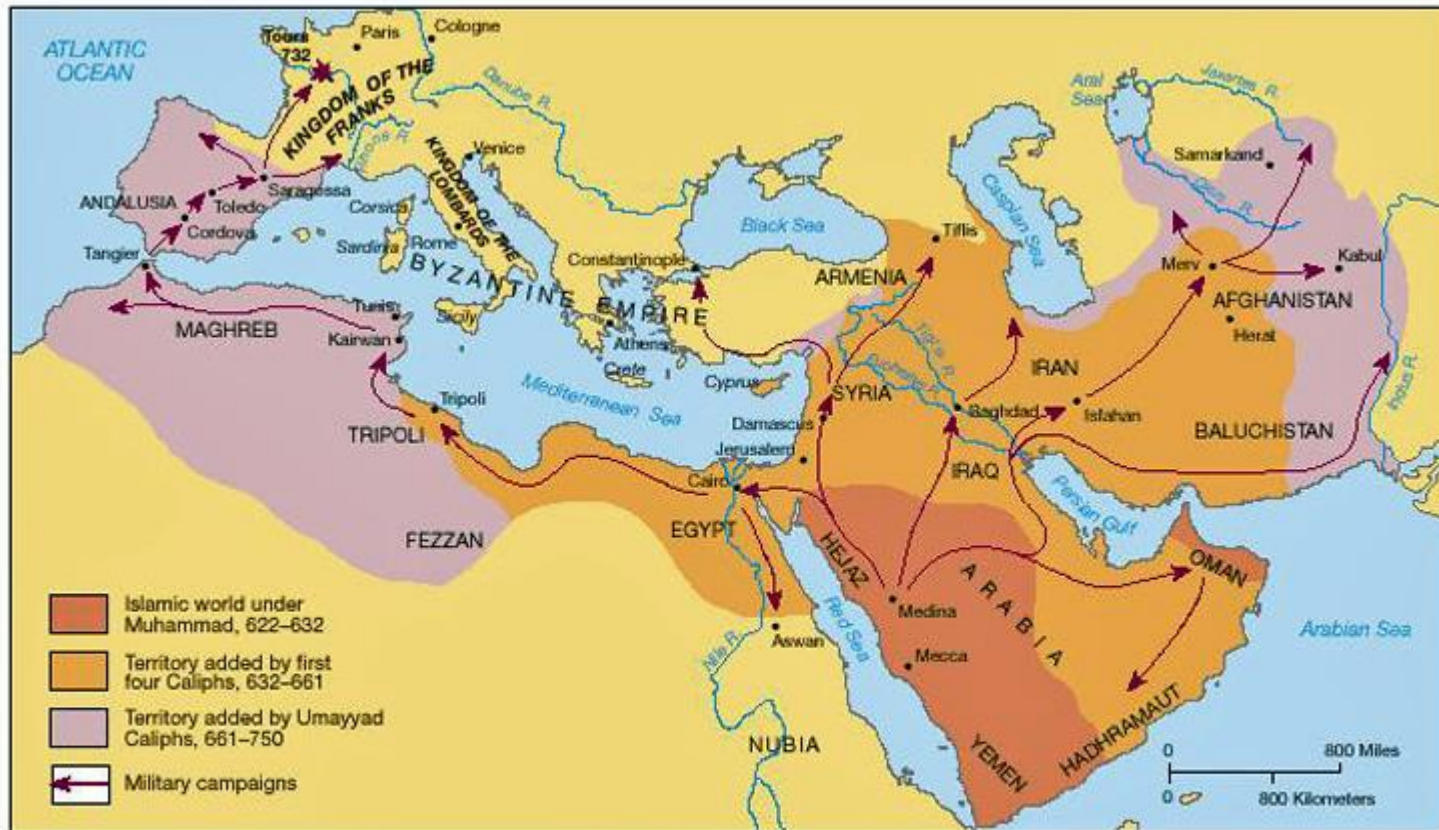 ATLANTIC
OCEAN
Tours
732
Paris
Cologne
KINGDOM OF THE
FRANKS
Danube R.
Venice
KINGDOM OF THE
LOMBARDS
Aral
Sea
Jaxartes R.
Samarkand
Oxus R.
Caspian Sea
Black Sea
Saragossa
ANDALUSIA
Toledo
Cordova
Corsica
Sardinia
Rome
Tangier
BYZANTINE EMPIRE
Constantinople
Tiflis
ARMENIA
Merv
Kabul
AFGHANISTAN
Herat
MAGHREB
Tunis
Kairwan
Sicily
Athens
Crete
Cyprus
Tigris R.
Euphrates R.
SYRIA
IRAN
Mediterranean Sea
Tripoli
TRIPOLI
Damascus
Jerusalem
Baghdad
Isfahan
BALUCHISTAN
Indus R.
IRAQ
Cairo
Persian Gulf
FEZZAN
EGYPT
HEJAZ
ARABIA
OMAN
Medina
Red Sea
Arabian Sea
Aswan
Nile R.
Mecca
NUBIA
YEMEN
HADHRAMAUT
Islamic world under
Muhammad, 622–632
Territory added by first
four Caliphs, 632–661
Territory added by Umayyad
Caliphs, 661–750
Military campaigns
0 800 Miles
0 800 Kilometers